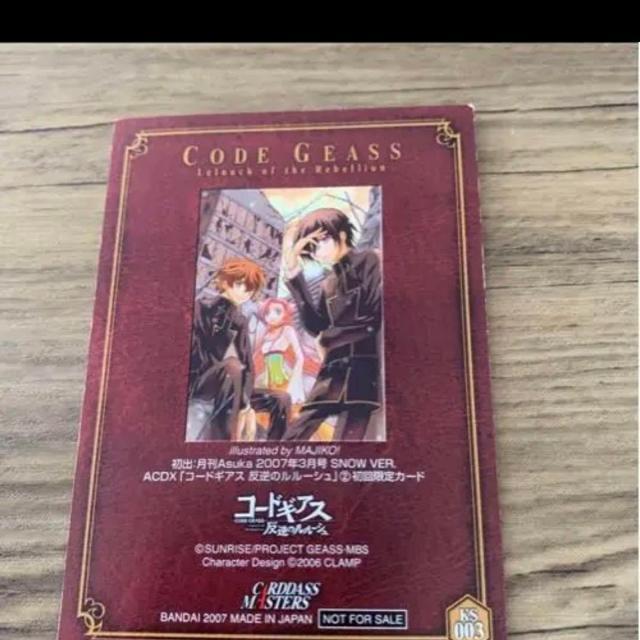 CODE GEASS
Lelouch of the Rebellion
illustrated by MAJIKO!
初出:月刊Asuka 2007年3月号 SNOW VER.
ACDX「コードギアス 反逆のルルーシュ」②初回限定カード
コードギアス
CODE GEASS
反逆のルルーシュ
©SUNRISE/PROJECT GEASS・MBS
Character Design ©2006 CLAMP
CARDDASS
MASTERS
BANDAI 2007 MADE IN JAPAN NOT FOR SALE
KS
003